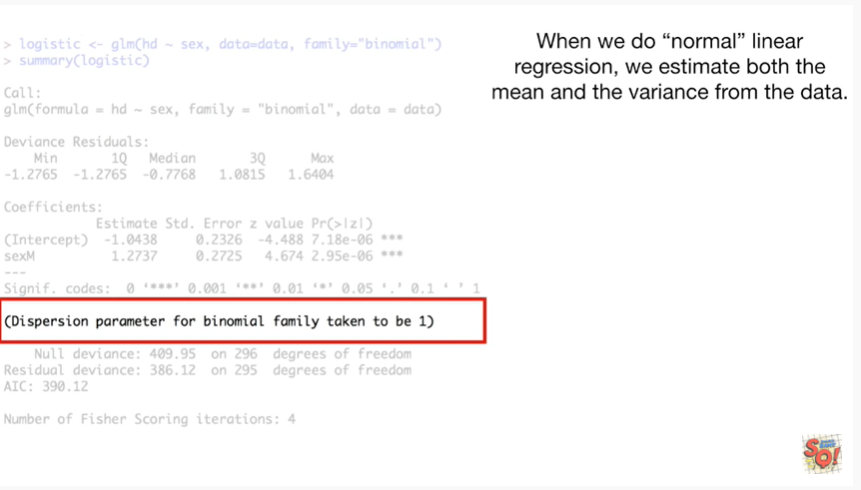 > logistic <- glm(hd ~ sex, data=data, family="binomial")
> summary(logistic)
Call:
glm(formula = hd ~ sex, family = "binomial", data = data)
Deviance Residuals:
    Min      1Q  Median      3Q     Max
-1.2765 -1.2765 -0.7768  1.0815  1.6404
Coefficients:
            Estimate Std. Error z value Pr(>|z|)
(Intercept)  -1.0438     0.2326  -4.488 7.18e-06 ***
sexM          1.2737     0.2725   4.674 2.95e-06 ***
---
Signif. codes:  0 ‘***’ 0.001 ‘**’ 0.01 ‘*’ 0.05 ‘.’ 0.1 ‘ ’ 1
(Dispersion parameter for binomial family taken to be 1)
    Null deviance: 409.95  on 296  degrees of freedom
Residual deviance: 386.12  on 295  degrees of freedom
AIC: 390.12
Number of Fisher Scoring iterations: 4
When we do “normal” linear
regression, we estimate both the
mean and the variance from the data.
SQ!